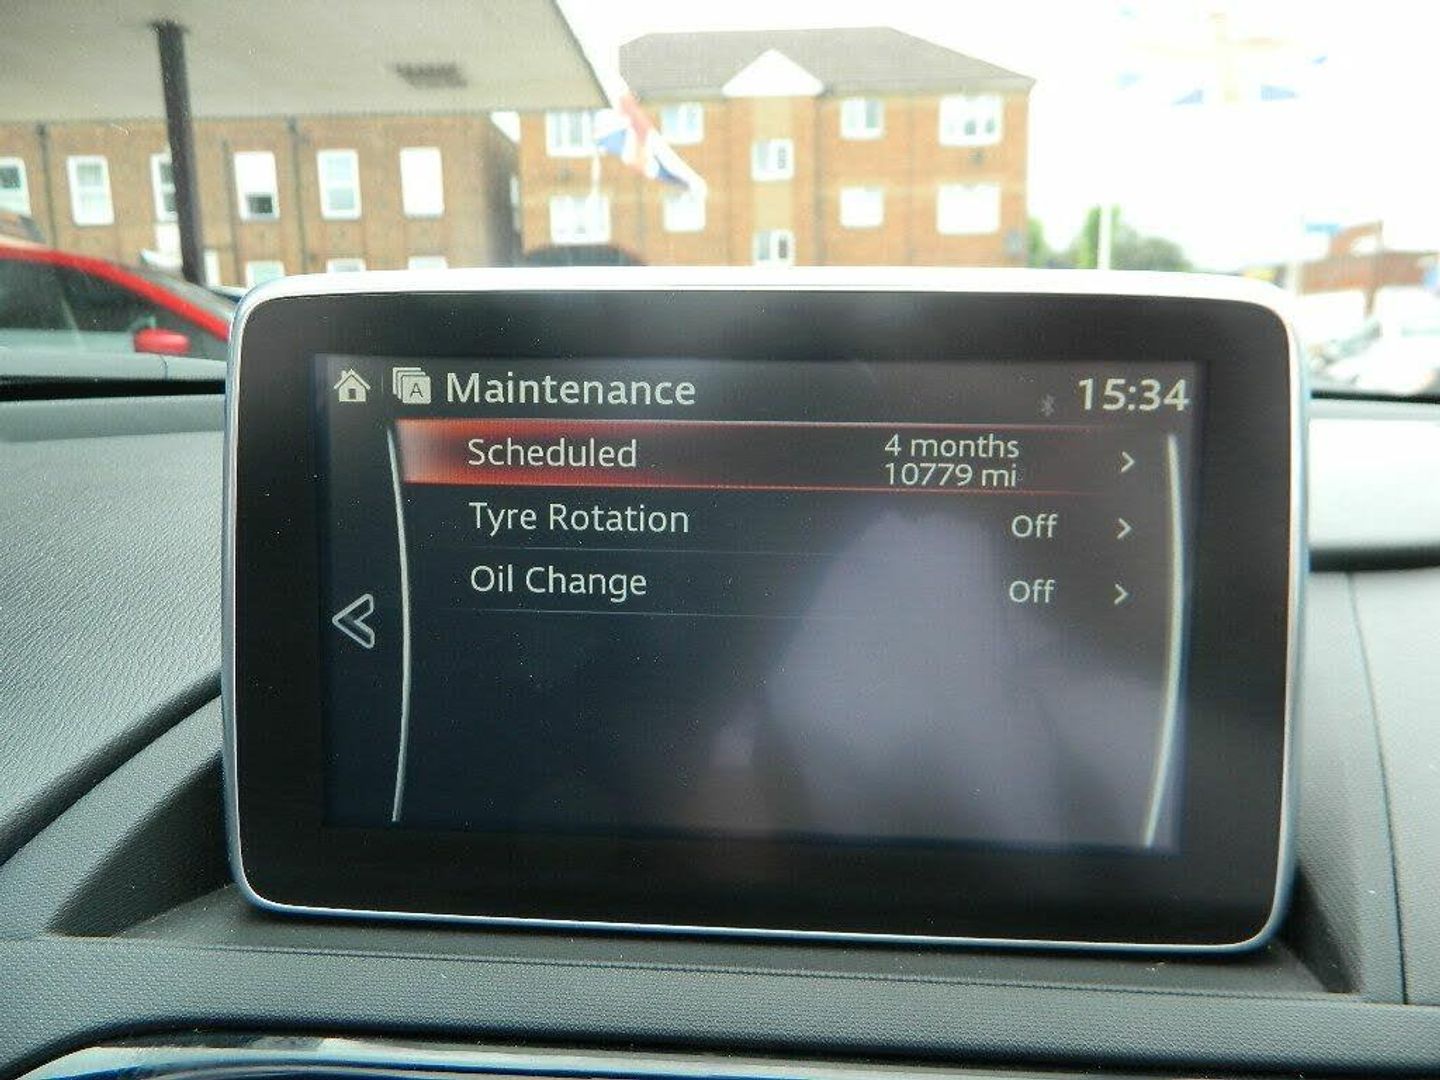 A Maintenance 15:34
Scheduled 4 months
10779 mi
Tyre Rotation Off
Oil Change Off